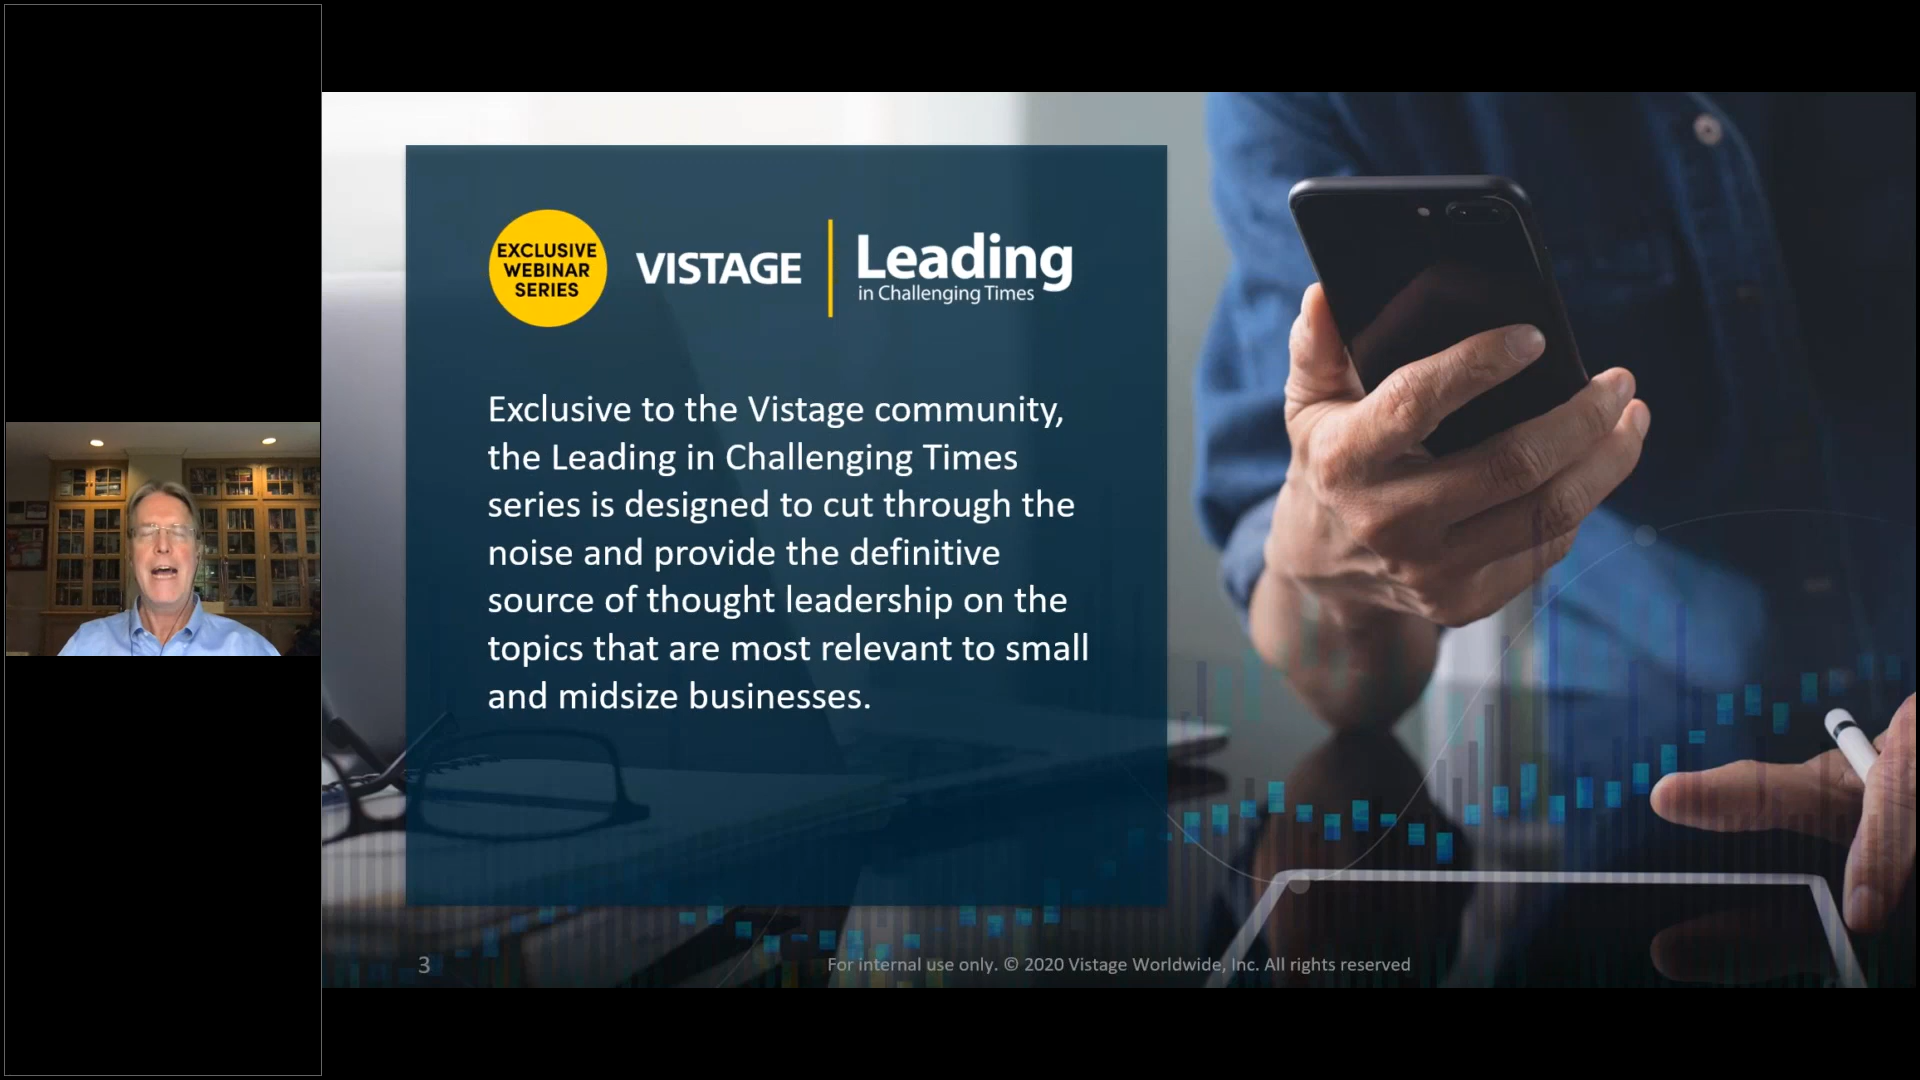 EXCLUSIVE
WEBINAR
SERIES
VISTAGE
Leading
in Challenging Times
Exclusive to the Vistage community,
the Leading in Challenging Times
series is designed to cut through the
noise and provide the definitive
source of thought leadership on the
topics that are most relevant to small
and midsize businesses.
3
For internal use only. © 2020 Vistage Worldwide, Inc. All rights reserved